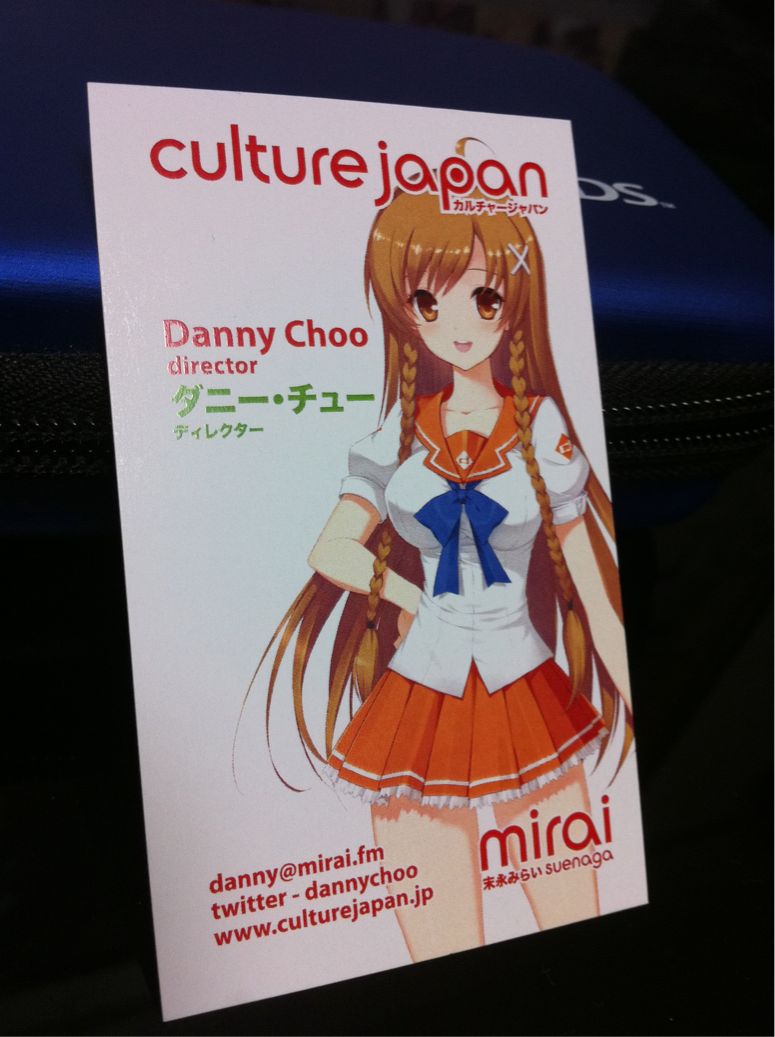 culture japan
カルチャージャパン
DS™
Danny Choo
director
ダニー・チュー
ディレクター
danny@mirai.fm
twitter - dannychoo
www.culturejapan.jp
mirai
末永みらい suenaga